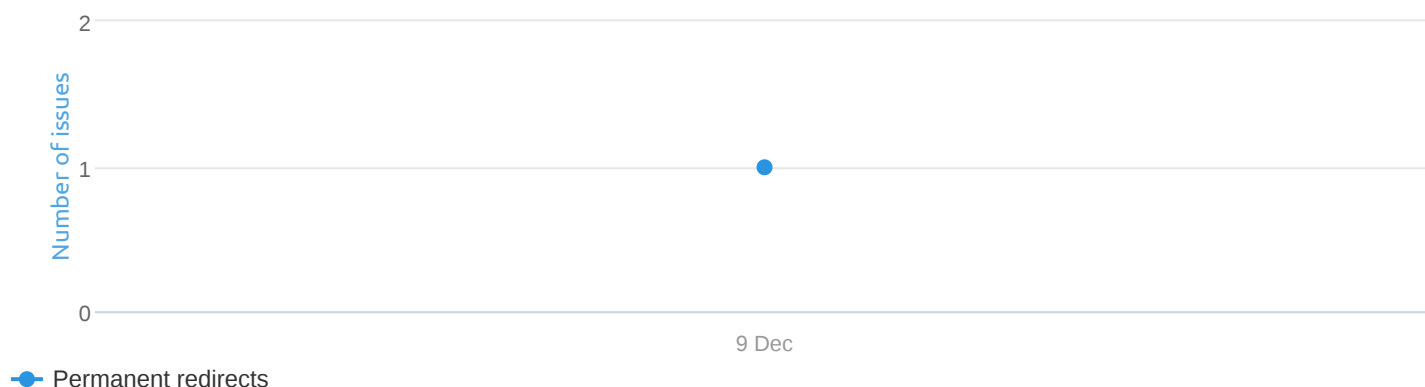 2
Number of issues
1
0
9 Dec
Permanent redirects